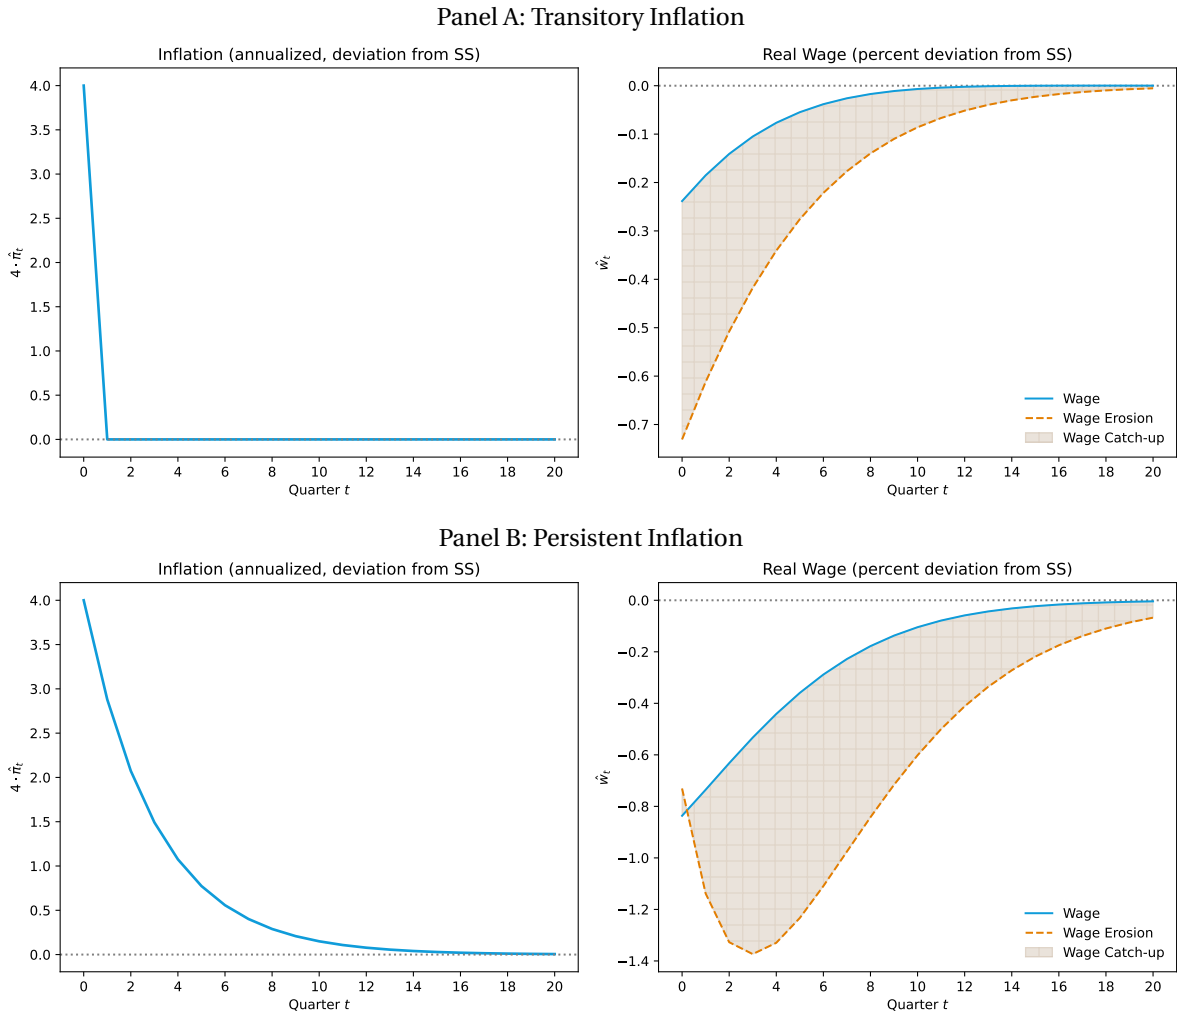 Panel A: Transitory Inflation
Inflation (annualized, deviation from SS)
4.0
3.5
3.0
2.5
2.0
1.5
1.0
0.5
0.0
4 · π̂ₜ
0 2 4 6 8 10 12 14 16 18 20
Quarter t
Real Wage (percent deviation from SS)
0.0
−0.1
−0.2
−0.3
−0.4
−0.5
−0.6
−0.7
ŵₜ
Wage
Wage Erosion
Wage Catch-up
0 2 4 6 8 10 12 14 16 18 20
Quarter t
Panel B: Persistent Inflation
Inflation (annualized, deviation from SS)
4.0
3.5
3.0
2.5
2.0
1.5
1.0
0.5
0.0
4 · π̂ₜ
0 2 4 6 8 10 12 14 16 18 20
Quarter t
Real Wage (percent deviation from SS)
0.0
−0.2
−0.4
−0.6
−0.8
−1.0
−1.2
−1.4
ŵₜ
Wage
Wage Erosion
Wage Catch-up
0 2 4 6 8 10 12 14 16 18 20
Quarter t